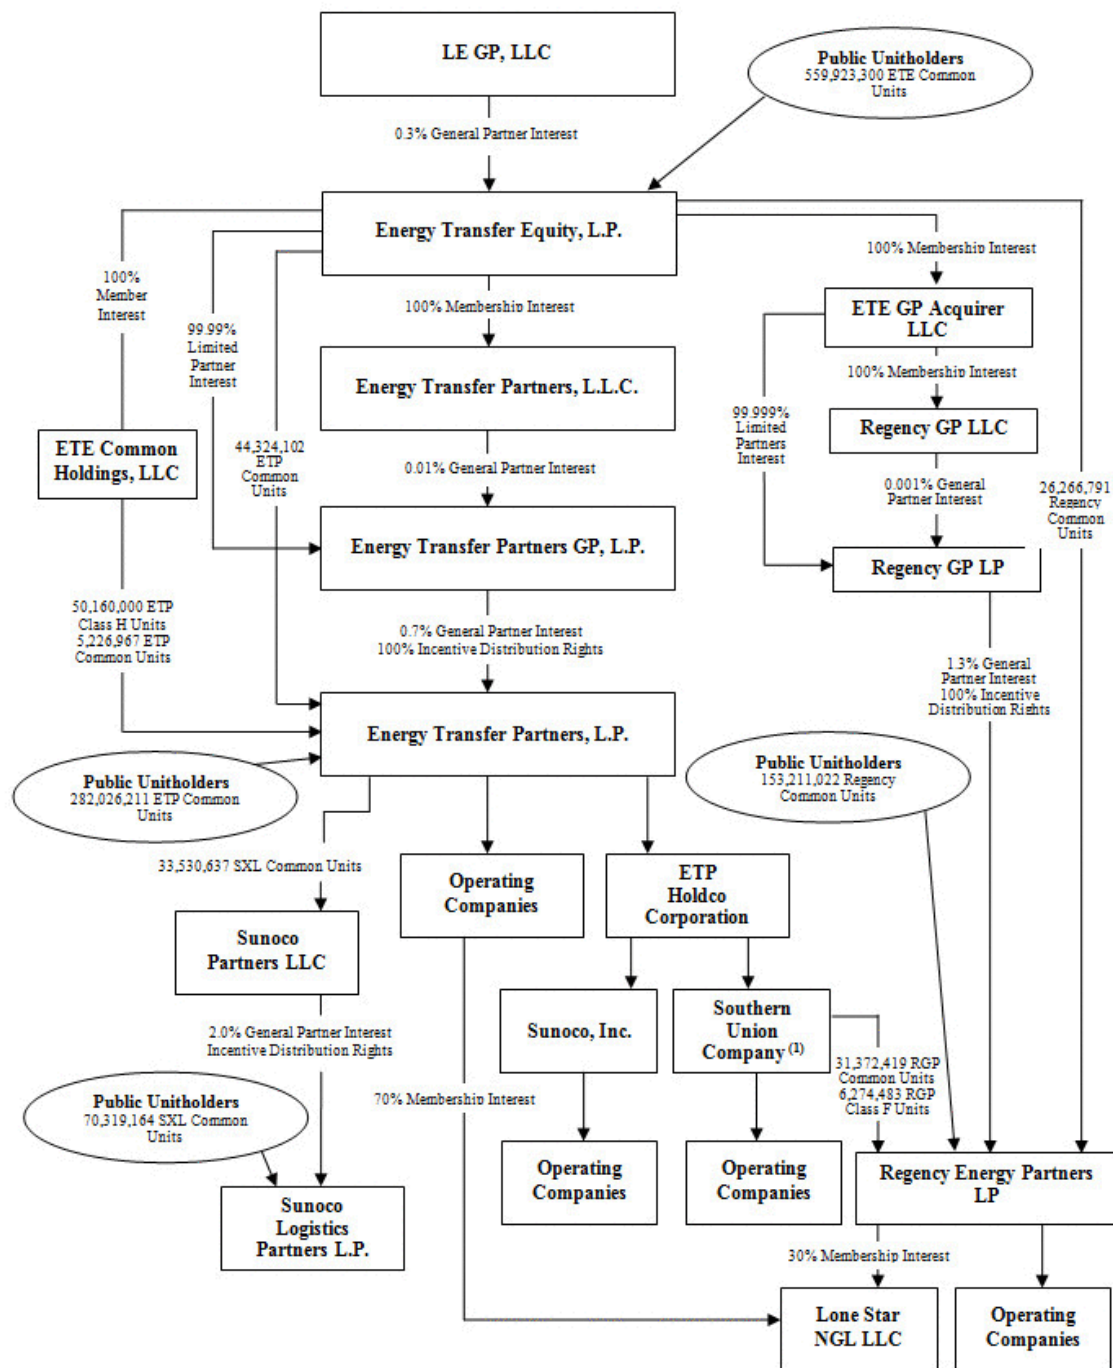 LE GP, LLC
Public Unitholders
559,923,300 ETE Common
Units
0.3% General Partner Interest
Energy Transfer Equity, L.P.
100%
Member
Interest
99.99%
Limited
Partner
Interest
44,324,102
ETP
Common
Units
100% Membership Interest
100% Membership Interest
ETE GP Acquirer
LLC
Energy Transfer Partners, L.L.C.
100% Membership Interest
99.999%
Limited
Partners
Interest
Regency GP LLC
ETE Common
Holdings, LLC
0.01% General Partner Interest
0.001% General
Partner Interest
26,266,791
Regency
Common
Units
Energy Transfer Partners GP, L.P.
Regency GP LP
50,160,000 ETP
Class H Units
5,226,967 ETP
Common Units
0.7% General Partner Interest
100% Incentive Distribution Rights
1.3% General
Partner Interest
100% Incentive
Distribution Rights
Energy Transfer Partners, L.P.
Public Unitholders
282,026,211 ETP Common
Units
Public Unitholders
153,211,022 Regency
Common Units
33,530,637 SXL Common Units
Operating
Companies
ETP
Holdco
Corporation
Sunoco
Partners LLC
Sunoco, Inc.
Southern
Union
Company (1)
2.0% General Partner Interest
Incentive Distribution Rights
31,372,419 RGP
Common Units
6,274,483 RGP
Class F Units
70% Membership Interest
Public Unitholders
70,319,164 SXL Common
Units
Operating
Companies
Operating
Companies
Regency Energy Partners
LP
Sunoco
Logistics
Partners L.P.
30% Membership Interest
Lone Star
NGL LLC
Operating
Companies